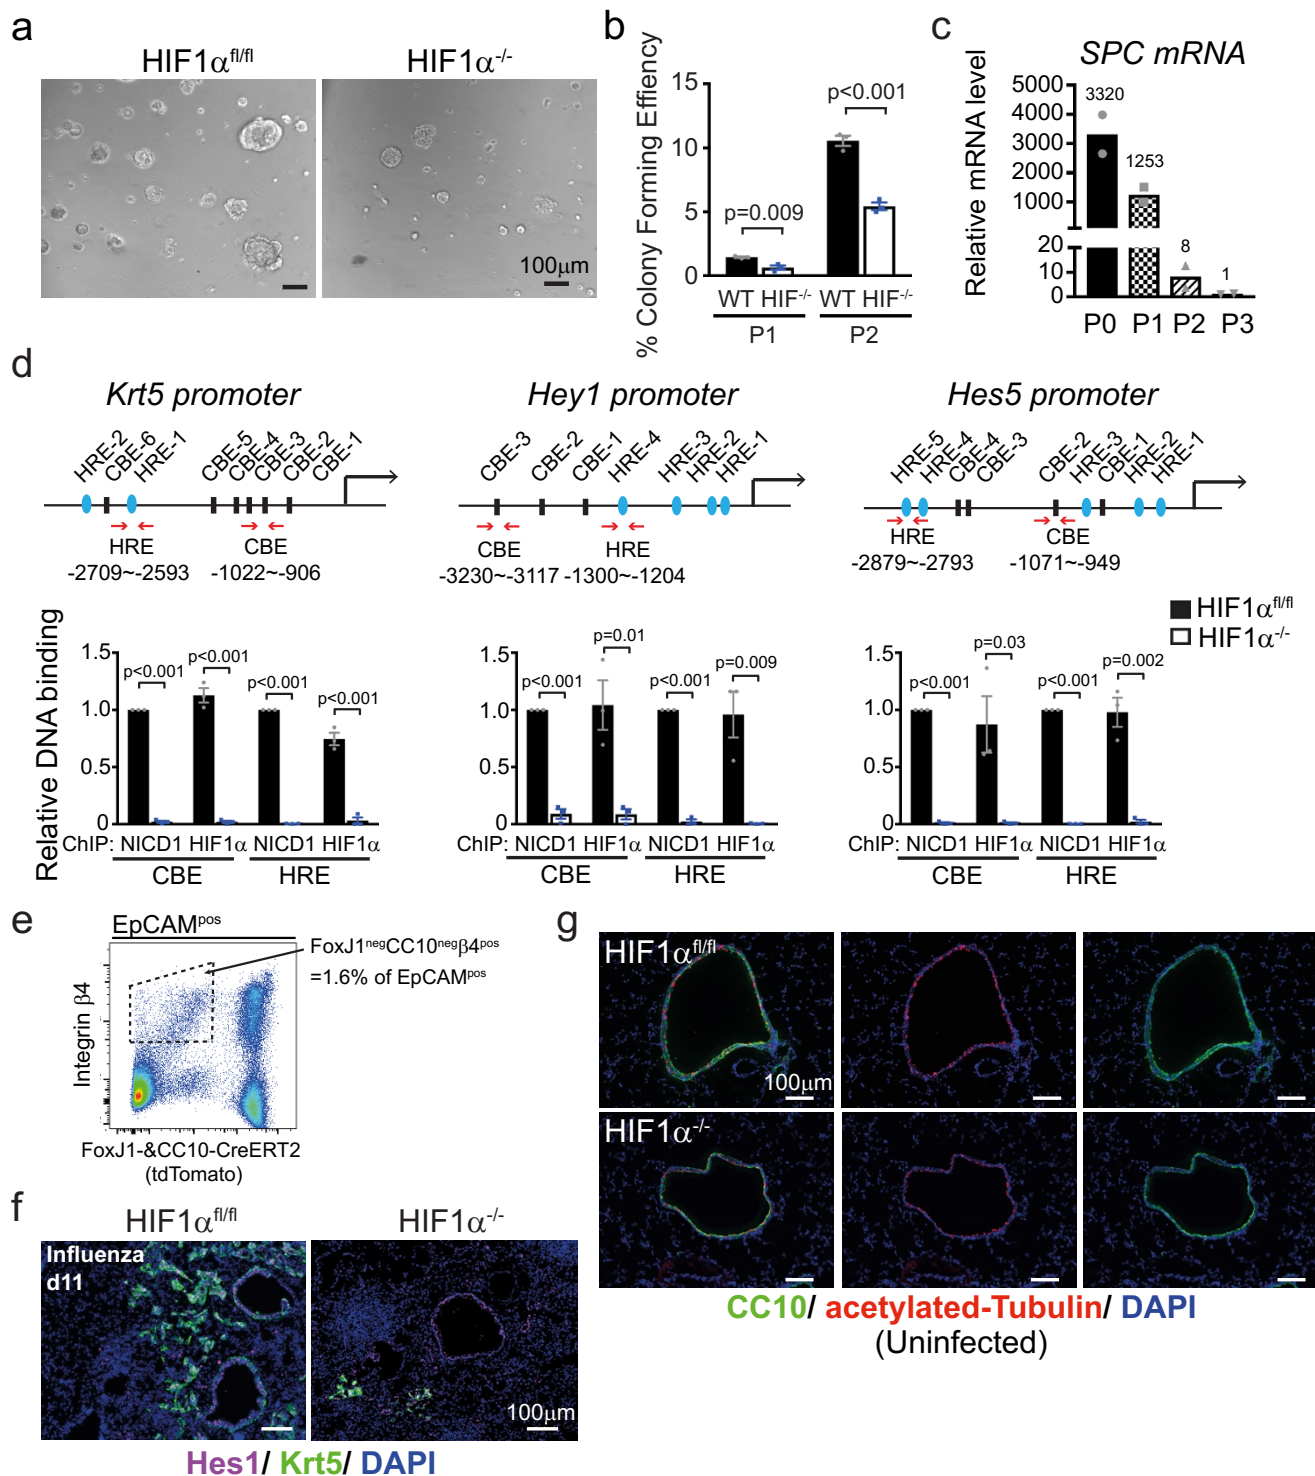 a
HIF1α^fl/fl
HIF1α^-/-
100μm
b
% Colony Forming Effiency
15
10
5
0
p<0.001
p=0.009
WT HIF^-/- WT HIF^-/-
P1 P2
c
SPC mRNA
Relative mRNA level
5000
4000
3000
2000
1000
20
10
0
3320
1253
8
1
P0 P1 P2 P3
d
Krt5 promoter
HRE-2 CBE-6 HRE-1 CBE-5 CBE-4 CBE-3 CBE-2 CBE-1
HRE CBE
-2709~-2593 -1022~-906
Hey1 promoter
CBE-3 CBE-2 CBE-1 HRE-4 HRE-3 HRE-2 HRE-1
CBE HRE
-3230~-3117 -1300~-1204
Hes5 promoter
HRE-5 HRE-4 CBE-4 CBE-3 CBE-2 HRE-3 CBE-1 HRE-2 HRE-1
HRE CBE
-2879~-2793 -1071~-949
HIF1α^fl/fl
HIF1α^-/-
Relative DNA binding
1.5
1.0
0.5
0
p<0.001 p<0.001 p<0.001 p<0.001
ChIP: NICD1 HIF1α NICD1 HIF1α
CBE HRE
1.5
1.0
0.5
0
p<0.001 p=0.01 p<0.001 p=0.009
ChIP: NICD1 HIF1α NICD1 HIF1α
CBE HRE
1.5
1.0
0.5
0
p<0.001 p=0.03 p<0.001 p=0.002
ChIP: NICD1 HIF1α NICD1 HIF1α
CBE HRE
e
EpCAM^pos
FoxJ1^neg CC10^neg β4^pos
=1.6% of EpCAM^pos
Integrin β4
FoxJ1-&CC10-CreERT2
(tdTomato)
f
HIF1α^fl/fl
HIF1α^-/-
Influenza
d11
100μm
Hes1/ Krt5/ DAPI
g
HIF1α^fl/fl
100μm
HIF1α^-/-
CC10/ acetylated-Tubulin/ DAPI
(Uninfected)